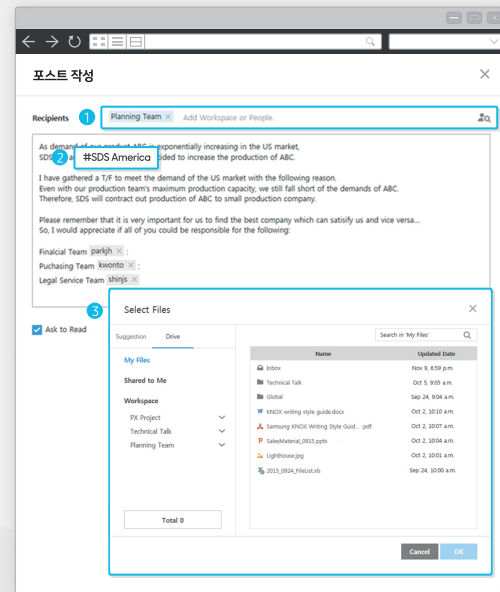 포스트 작성
Recipients
1
Planning Team × Add Workspace or People.
As demand of our product ABC is exponentially increasing in the US market,
2
#SDS America
SDS ded to increase the production of ABC.
I have gathered a T/F to meet the demand of the US market with the following reason.
Even with our production team's maximum production capacity, we still fall short of the demands of ABC.
Therefore, SDS will contract out production of ABC to small production company.
Please remember that it is very important for us to find the best company which can satisify us and vice versa...
So, I would appreciate if all of you could be responsible for the following:
Finalcial Team parkjh × :
Puchasing Team kwonto × :
Legal Service Team shinjs ×
Ask to Read
3
Select Files
Suggestion Drive
Search in 'My Files'
My Files
Shared to Me
Workspace
PX Project
Technical Talk
Planning Team
Total 0
Name Updated Date
Inbox Nov 9, 6:59 p.m.
Technical Talk Oct 5, 9:05 a.m.
Global Sep 24, 9:04 a.m.
KNOX writing style guide.docx Oct 2, 10:10 a.m.
Samsung KNOX Writing Style Guid... .pdf Oct 2, 10:07 a.m.
SalesMaterial_0915.pptx Oct 2, 10:04 a.m.
Lighthouse.jpg Oct 2, 10:01 a.m.
2015_0924_FileList.xls Sep 24, 10:00 a.m.
Cancel OK